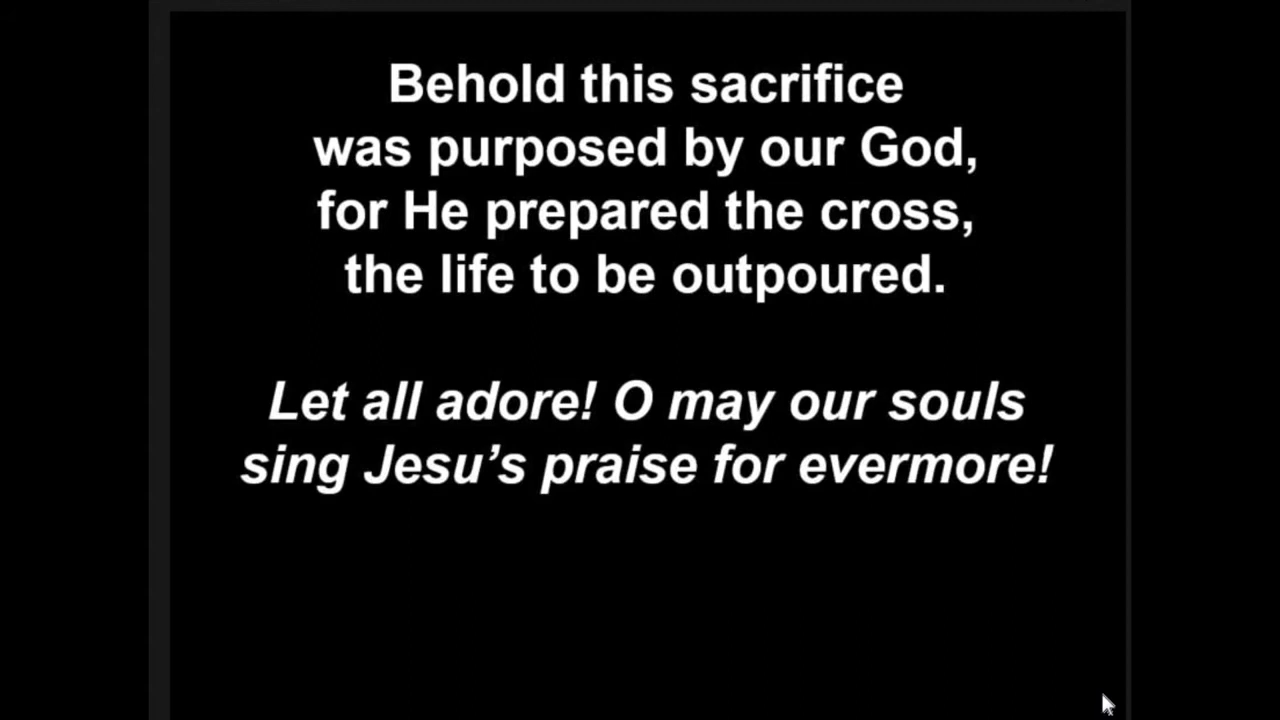 Behold this sacrifice
was purposed by our God,
for He prepared the cross,
the life to be outpoured.
Let all adore! O may our souls
sing Jesu’s praise for evermore!